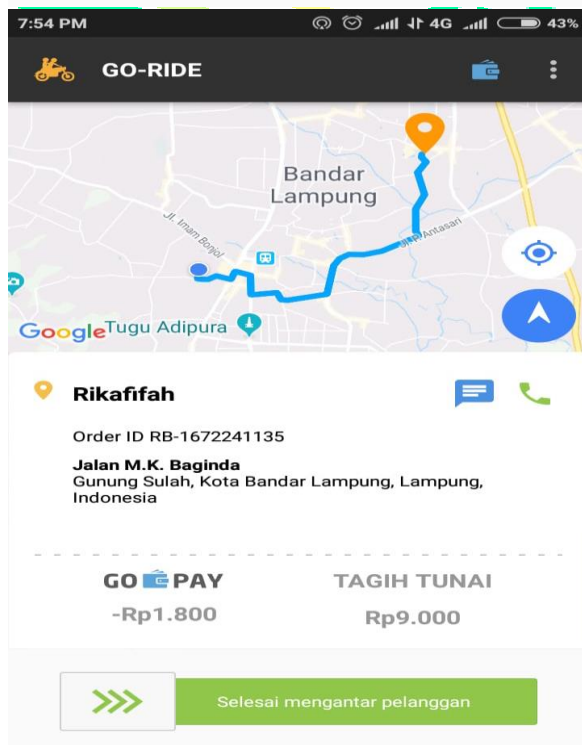 7:54 PM 4G 43%
GO-RIDE
Bandar
Lampung
Jl. Imam Bonjol
Jl. P. Antasari
Google
Tugu Adipura
Rikafifah
Order ID RB-1672241135
Jalan M.K. Baginda
Gunung Sulah, Kota Bandar Lampung, Lampung,
Indonesia
GO PAY TAGIH TUNAI
-Rp1.800 Rp9.000
Selesai mengantar pelanggan